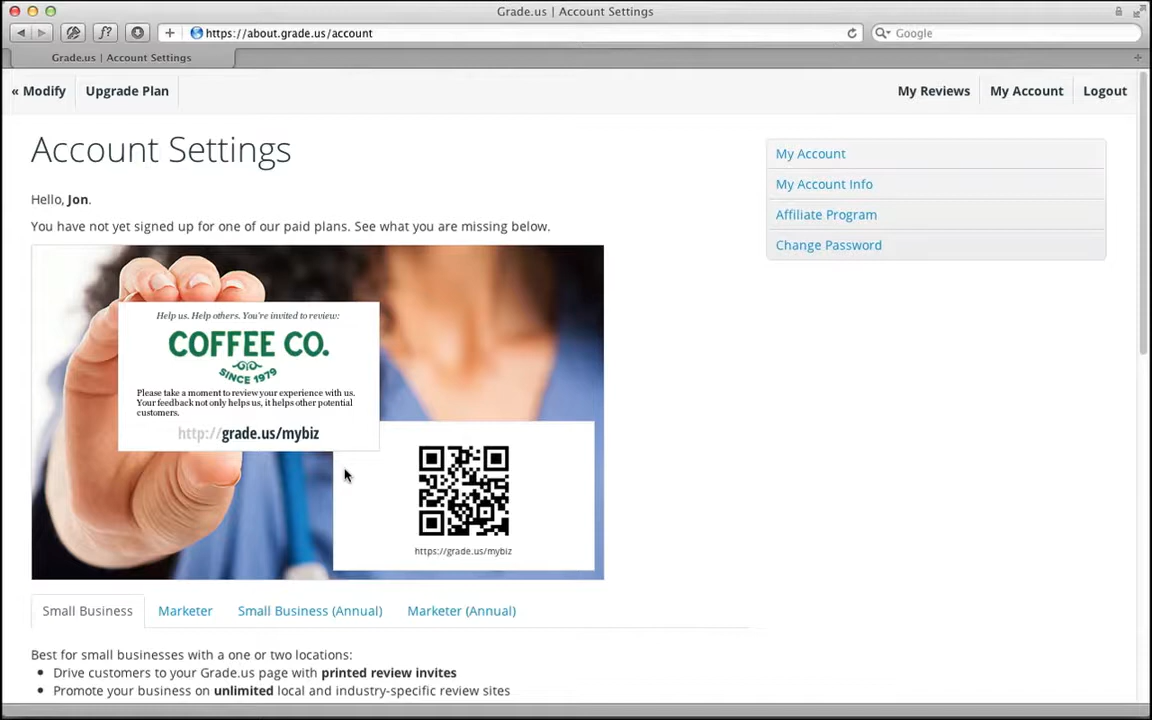 Grade.us | Account Settings
https://about.grade.us/account
Google
Grade.us | Account Settings
« Modify
Upgrade Plan
My Reviews
My Account
Logout
Account Settings
Hello, Jon.
You have not yet signed up for one of our paid plans. See what you are missing below.
My Account
My Account Info
Affiliate Program
Change Password
Help us. Help others. You're invited to review:
COFFEE CO.
SINCE 1979
Please take a moment to review your experience with us.
Your feedback not only helps us, it helps other potential
customers.
http://grade.us/mybiz
https://grade.us/mybiz
Small Business
Marketer
Small Business (Annual)
Marketer (Annual)
Best for small businesses with a one or two locations:
• Drive customers to your Grade.us page with printed review invites
• Promote your business on unlimited local and industry-specific review sites